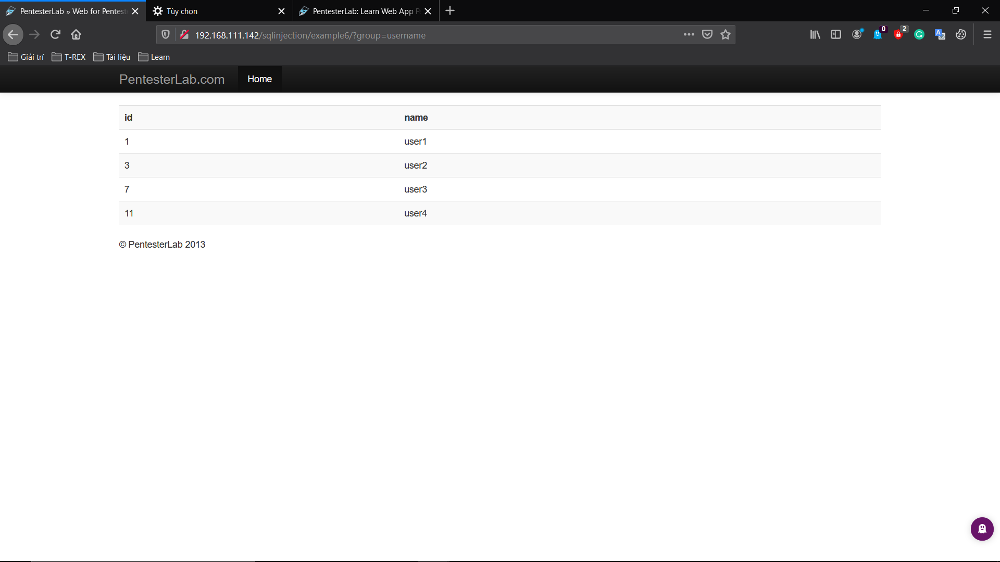 PentesterLab » Web for Pentest
Tùy chọn
PentesterLab: Learn Web App P
192.168.111.142/sqlinjection/example6/?group=username
0
2
Giải trí
T-REX
Tài liệu
Learn
PentesterLab.com
Home
id name
1 user1
3 user2
7 user3
11 user4
© PentesterLab 2013